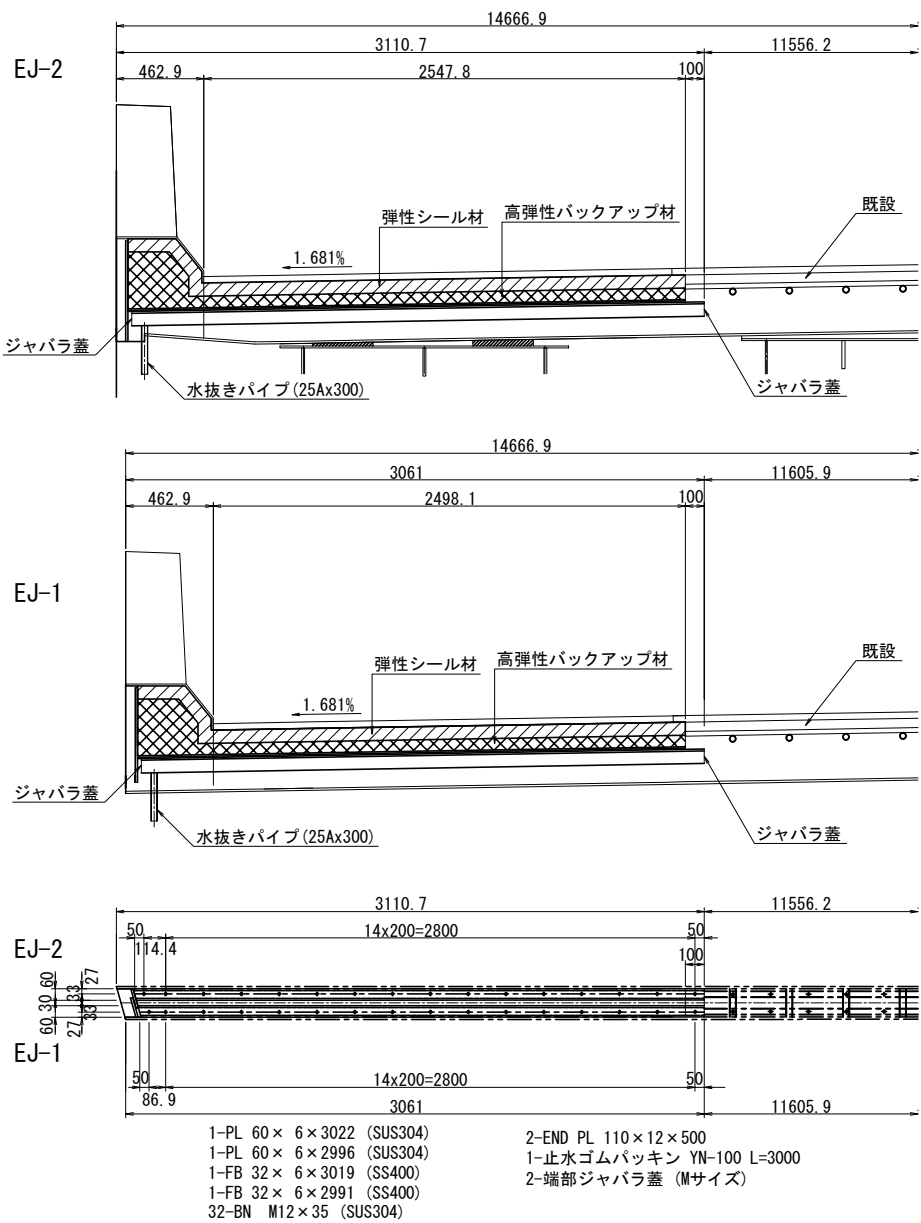 14666.9
3110.7
11556.2
EJ-2
462.9
2547.8
100
弾性シール材
高弾性バックアップ材
既設
1.681%
ジャバラ蓋
水抜きパイプ(25Ax300)
ジャバラ蓋
14666.9
3061
11605.9
462.9
2498.1
100
EJ-1
弾性シール材
高弾性バックアップ材
既設
1.681%
ジャバラ蓋
水抜きパイプ(25Ax300)
ジャバラ蓋
3110.7
11556.2
50
14x200=2800
50
EJ-2
114.4
100
60
27
33
30
33
60
27
EJ-1
50
14x200=2800
50
86.9
3061
11605.9
1-PL 60× 6×3022 (SUS304)
1-PL 60× 6×2996 (SUS304)
1-FB 32× 6×3019 (SS400)
1-FB 32× 6×2991 (SS400)
32-BN M12×35 (SUS304)
2-END PL 110×12×500
1-止水ゴムパッキン YN-100 L=3000
2-端部ジャバラ蓋 (Mサイズ)